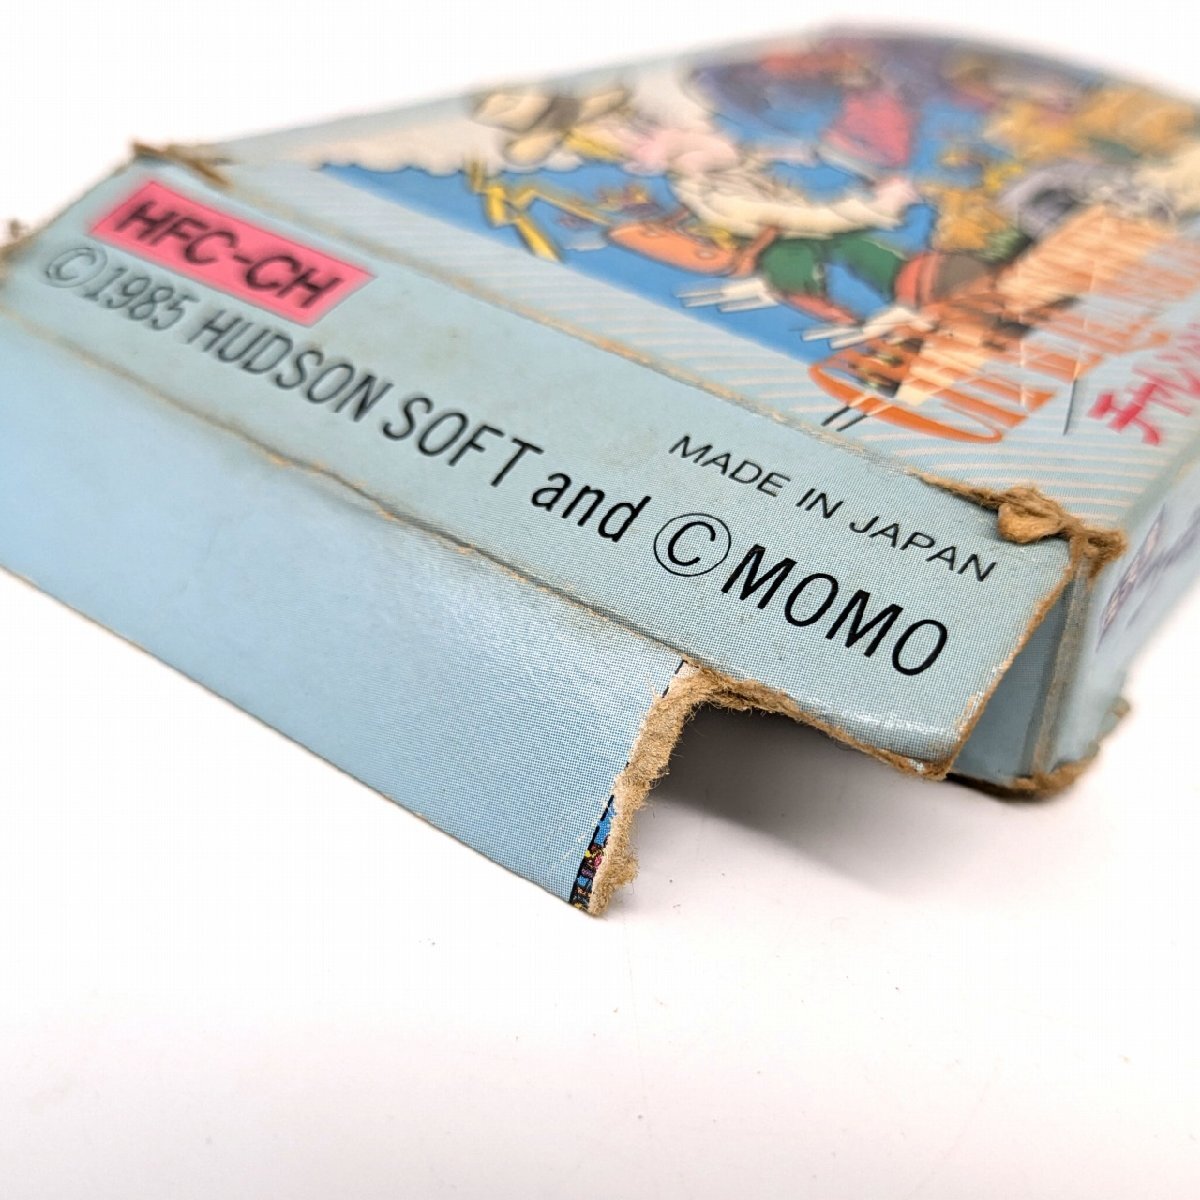 HFC-CH
©1985 HUDSON SOFT and ©MOMO
MADE IN JAPAN